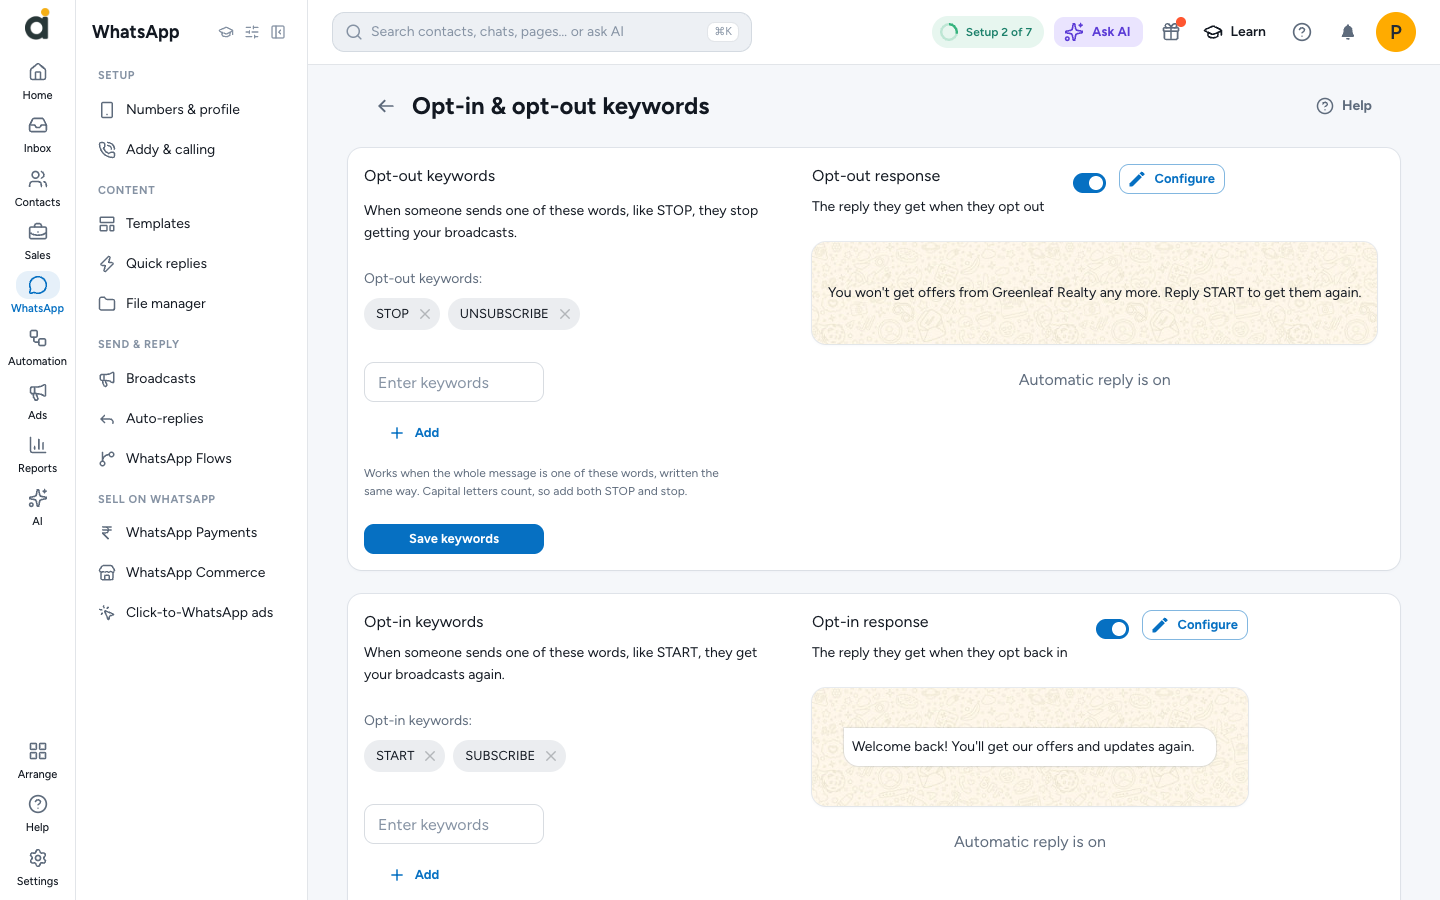 WhatsApp
Search contacts, chats, pages... or ask AI
⌘K
Setup 2 of 7
Ask AI
Learn
P
Home
Inbox
Contacts
Sales
WhatsApp
Automation
Ads
Reports
AI
Arrange
Help
Settings
SETUP
Numbers & profile
Addy & calling
CONTENT
Templates
Quick replies
File manager
SEND & REPLY
Broadcasts
Auto-replies
WhatsApp Flows
SELL ON WHATSAPP
WhatsApp Payments
WhatsApp Commerce
Click-to-WhatsApp ads
Opt-in & opt-out keywords
Help
Opt-out keywords
When someone sends one of these words, like STOP, they stop
getting your broadcasts.
Opt-out keywords:
STOP
UNSUBSCRIBE
Enter keywords
Add
Works when the whole message is one of these words, written the
same way. Capital letters count, so add both STOP and stop.
Save keywords
Opt-out response
The reply they get when they opt out
Configure
You won't get offers from Greenleaf Realty any more. Reply START to get them again.
Automatic reply is on
Opt-in keywords
When someone sends one of these words, like START, they get
your broadcasts again.
Opt-in keywords:
START
SUBSCRIBE
Enter keywords
Add
Opt-in response
The reply they get when they opt back in
Configure
Welcome back! You'll get our offers and updates again.
Automatic reply is on